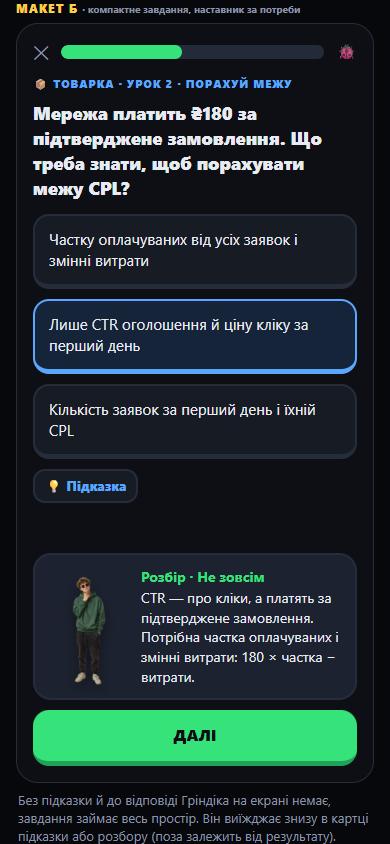 МАКЕТ Б · компактне завдання, наставник за потреби
ТОВАРКА · УРОК 2 · ПОРАХУЙ МЕЖУ
Мережа платить ₴180 за
підтверджене замовлення. Що
треба знати, щоб порахувати
межу CPL?
Частку оплачуваних від усіх заявок і
змінні витрати
Лише CTR оголошення й ціну кліку за
перший день
Кількість заявок за перший день і їхній
CPL
Підказка
Розбір · Не зовсім
CTR — про кліки, а платять за
підтверджене замовлення.
Потрібна частка оплачуваних і
змінні витрати: 180 × частка −
витрати.
ДАЛІ
Без підказки й до відповіді Гріндіка на екрані немає,
завдання займає весь простір. Він виїжджає знизу в картці
підказки або розбору (поза залежить від результату).